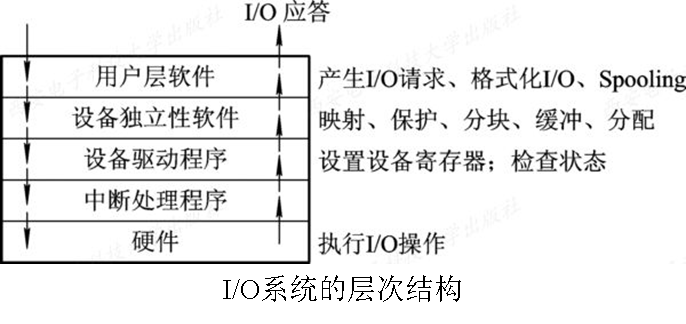 I/O 应答
用户层软件 产生I/O请求、格式化I/O、Spooling
设备独立性软件 映射、保护、分块、缓冲、分配
设备驱动程序 设置设备寄存器；检查状态
中断处理程序
硬件 执行I/O操作
I/O系统的层次结构